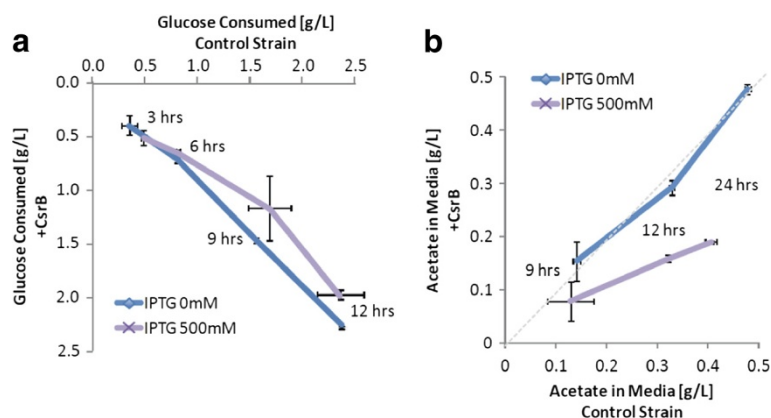 a
Glucose Consumed [g/L]
Control Strain
0.0 0.5 1.0 1.5 2.0 2.5
0.0
0.5
1.0
1.5
2.0
2.5
Glucose Consumed [g/L]
+CsrB
3 hrs
6 hrs
9 hrs
12 hrs
IPTG 0mM
IPTG 500mM
b
0.5
0.4
0.3
0.2
0.1
0
Acetate in Media [g/L]
+CsrB
IPTG 0mM
IPTG 500mM
24 hrs
12 hrs
9 hrs
0 0.1 0.2 0.3 0.4 0.5
Acetate in Media [g/L]
Control Strain